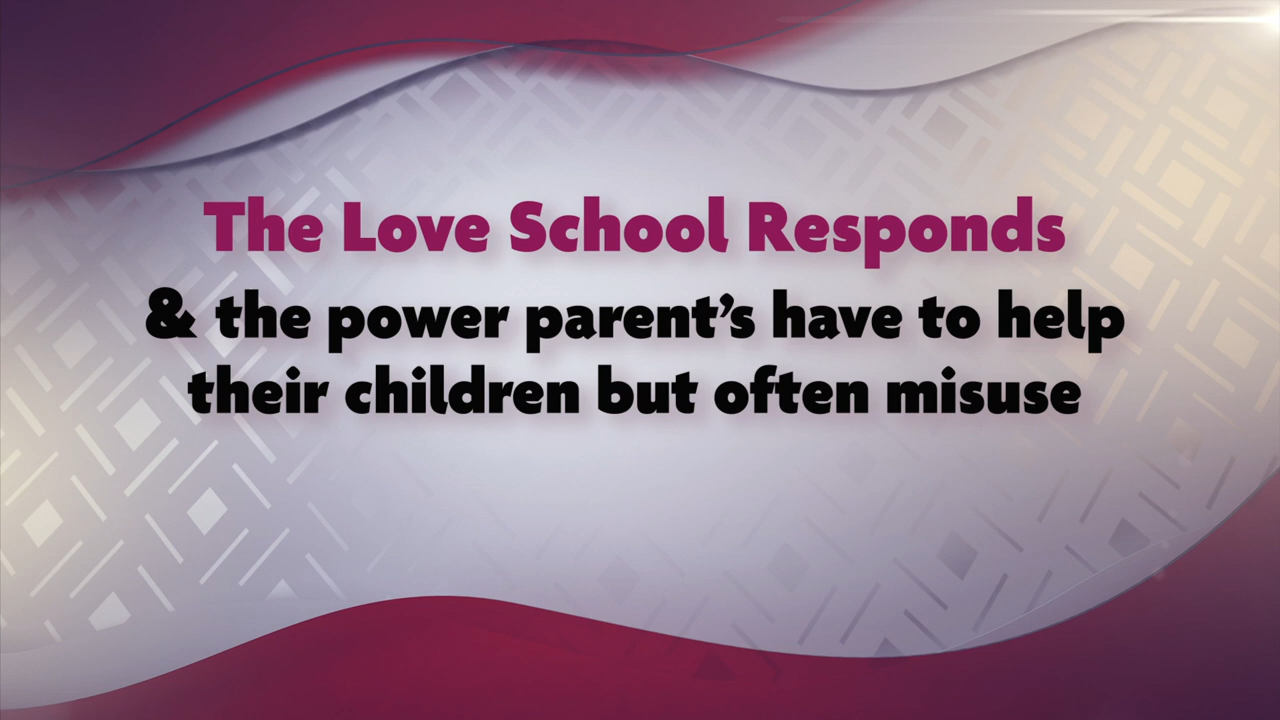 The Love School Responds
& the power parent’s have to help
their children but often misuse